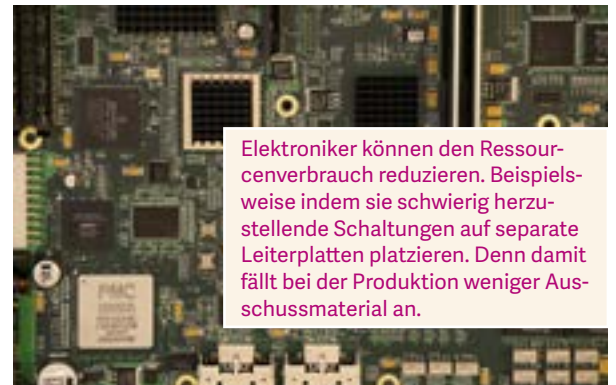 Elektroniker können den Ressour-
cenverbrauch reduzieren. Beispiels-
weise indem sie schwierig herzu-
stellende Schaltungen auf separate
Leiterplatten platzieren. Denn damit
fällt bei der Produktion weniger Aus-
schussmaterial an.
PMC